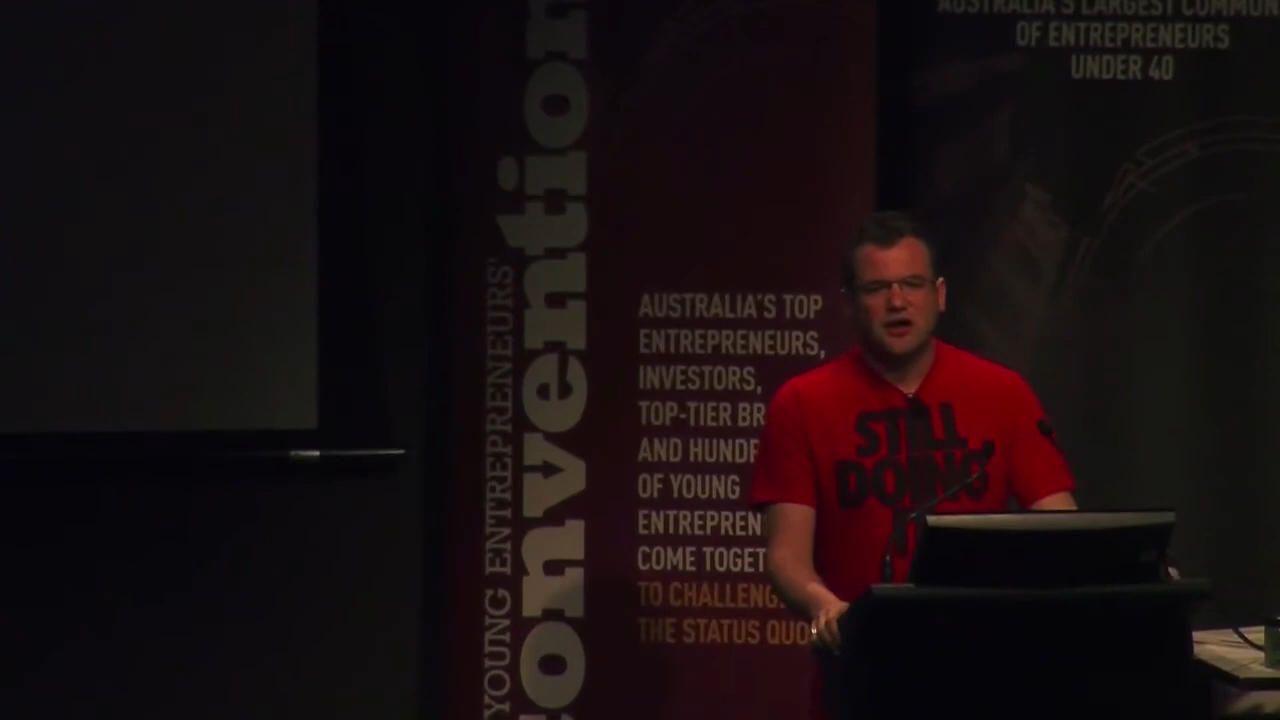 YOUNG ENTREPRENEURS'
onvention
AUSTRALIA'S TOP
ENTREPRENEURS,
INVESTORS,
TOP-TIER BR
AND HUNDR
OF YOUNG
ENTREPREN
COME TOGET
TO CHALLENG
THE STATUS QUO
AUSTRALIA'S LARGEST COMMUN
OF ENTREPRENEURS
UNDER 40
STILL
DOING